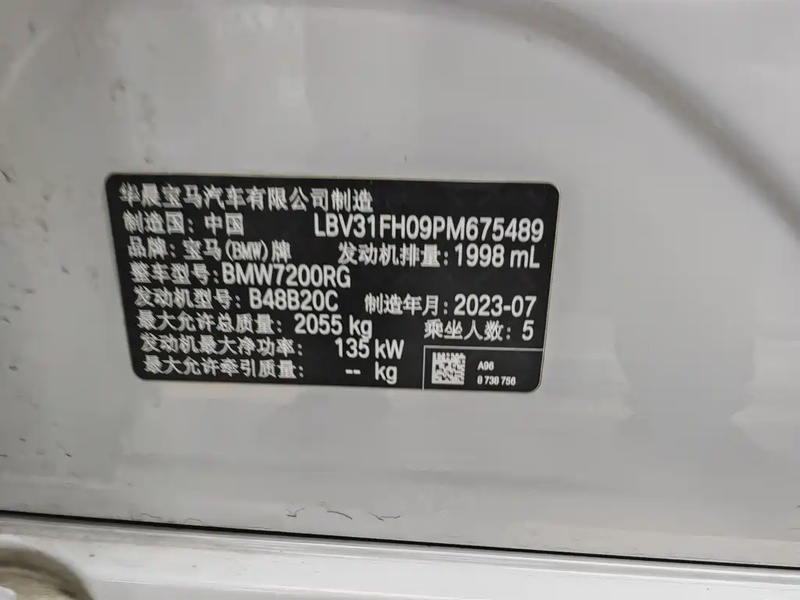 华晨宝马汽车有限公司制造
制造国: 中国 LBV31FH09PM675489
品牌: 宝马(BMW)牌 发动机排量: 1998 mL
整车型号: BMW7200RG
发动机型号: B48B20C 制造年月: 2023-07
最大允许总质量: 2055 kg 乘坐人数: 5
发动机最大净功率: 135 kW
最大允许牵引质量: -- kg
A96
8 738 756